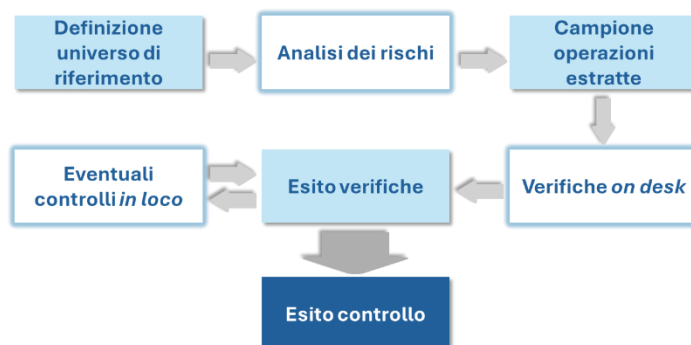 Definizione
universo di
riferimento
Analisi dei rischi
Campione
operazioni
estratte
Eventuali
controlli in loco
Esito verifiche
Verifiche on desk
Esito controllo